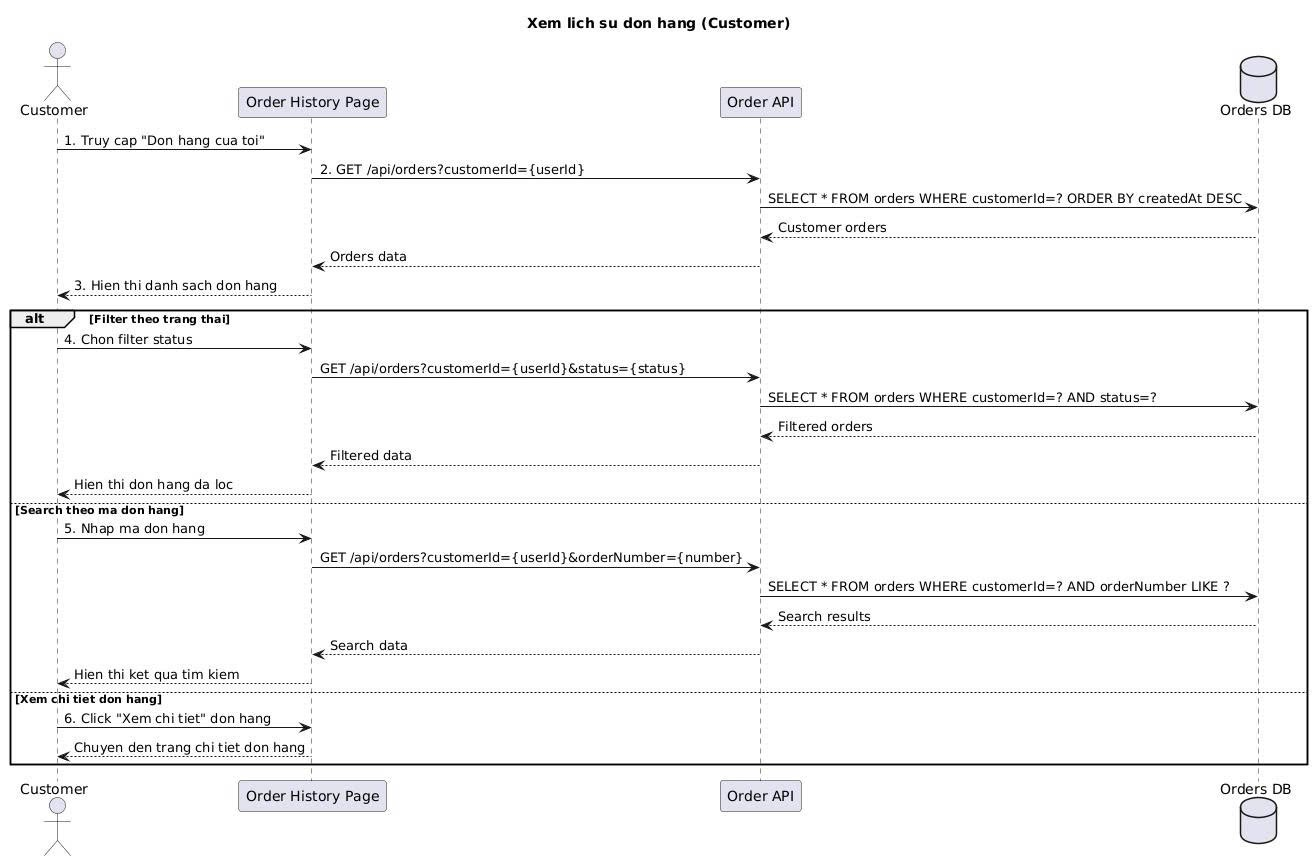 Xem lich su don hang (Customer)
Customer
Order History Page
Order API
Orders DB
1. Truy cap "Don hang cua toi"
2. GET /api/orders?customerId={userId}
SELECT * FROM orders WHERE customerId=? ORDER BY createdAt DESC
Customer orders
Orders data
3. Hien thi danh sach don hang
alt [Filter theo trang thai]
4. Chon filter status
GET /api/orders?customerId={userId}&status={status}
SELECT * FROM orders WHERE customerId=? AND status=?
Filtered orders
Filtered data
Hien thi don hang da loc
[Search theo ma don hang]
5. Nhap ma don hang
GET /api/orders?customerId={userId}&orderNumber={number}
SELECT * FROM orders WHERE customerId=? AND orderNumber LIKE ?
Search results
Search data
Hien thi ket qua tim kiem
[Xem chi tiet don hang]
6. Click "Xem chi tiet" don hang
Chuyen den trang chi tiet don hang
Customer
Order History Page
Order API
Orders DB